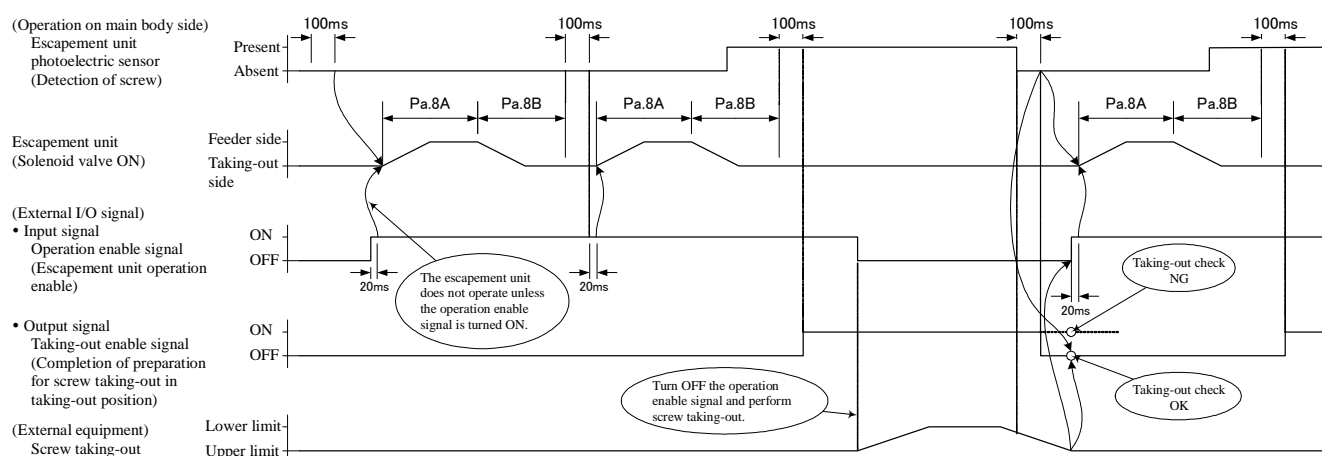 (Operation on main body side)
Escapement unit
photoelectric sensor
(Detection of screw)
Present
Absent
100ms
100ms
100ms
100ms
100ms
Pa.8A
Pa.8B
Pa.8A
Pa.8B
Pa.8A
Pa.8B
Escapement unit
(Solenoid valve ON)
Feeder side
Taking-out
side
(External I/O signal)
• Input signal
Operation enable signal
(Escapement unit operation
enable)
ON
OFF
20ms
The escapement unit
does not operate unless
the operation enable
signal is turned ON.
20ms
20ms
Taking-out check
NG
• Output signal
Taking-out enable signal
(Completion of preparation
for screw taking-out in
taking-out position)
ON
OFF
Turn OFF the operation
enable signal and perform
screw taking-out.
Taking-out check
OK
(External equipment)
Screw taking-out
Lower limit
Upper limit